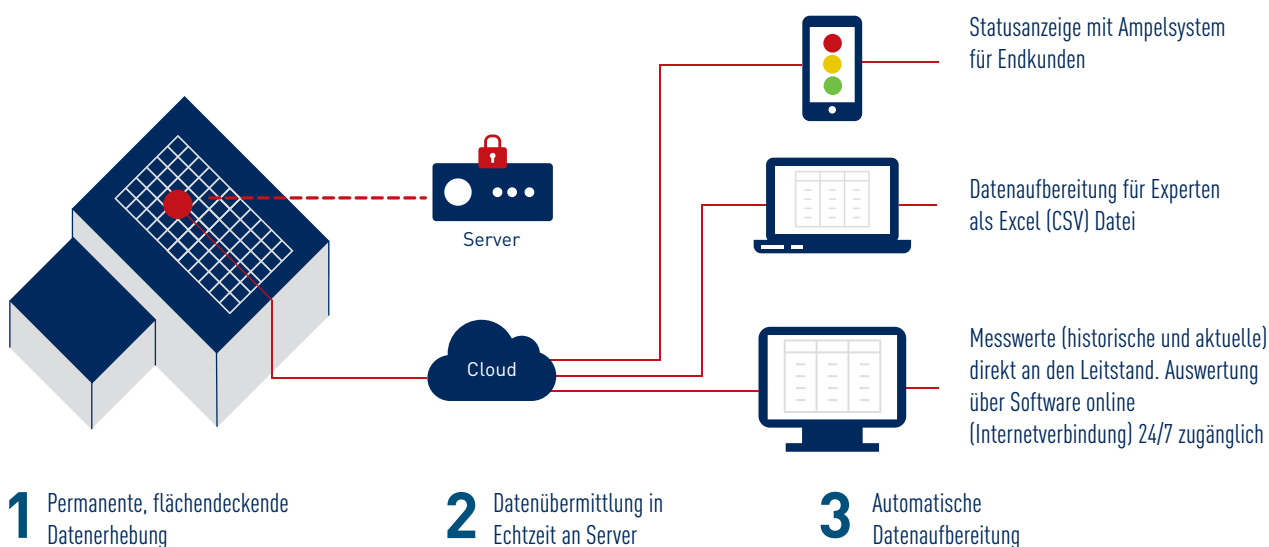 Statusanzeige mit Ampelsystem
für Endkunden
Server
Datenaufbereitung für Experten
als Excel (CSV) Datei
Cloud
Messwerte (historische und aktuelle)
direkt an den Leitstand. Auswertung
über Software online
(Internetverbindung) 24/7 zugänglich
1 Permanente, flächendeckende
Datenerhebung
2 Datenübermittlung in
Echtzeit an Server
3 Automatische
Datenaufbereitung